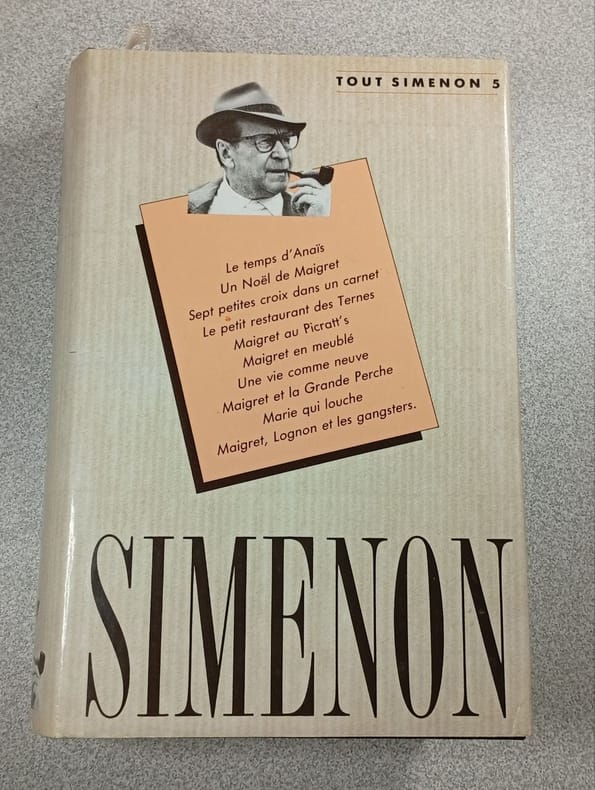 TOUT SIMENON 5
Le temps d'Anaïs
Un Noël de Maigret
Sept petites croix dans un carnet
Le petit restaurant des Ternes
Maigret au Picratt's
Maigret en meublé
Une vie comme neuve
Maigret et la Grande Perche
Marie qui louche
Maigret, Lognon et les gangsters.
SIMENON